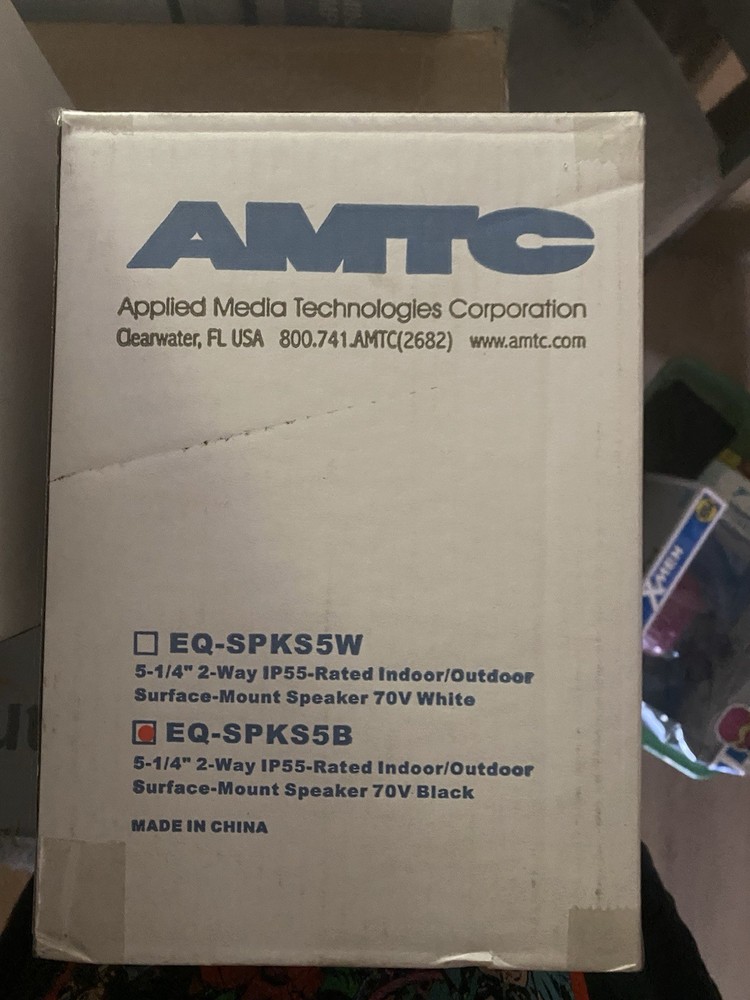 AMTC
Applied Media Technologies Corporation
Clearwater, FL USA 800.741.AMTC(2682) www.amtc.com
EQ-SPKS5W
5-1/4" 2-Way IP55-Rated Indoor/Outdoor
Surface-Mount Speaker 70V White
EQ-SPKS5B
5-1/4" 2-Way IP55-Rated Indoor/Outdoor
Surface-Mount Speaker 70V Black
MADE IN CHINA
X-MEN